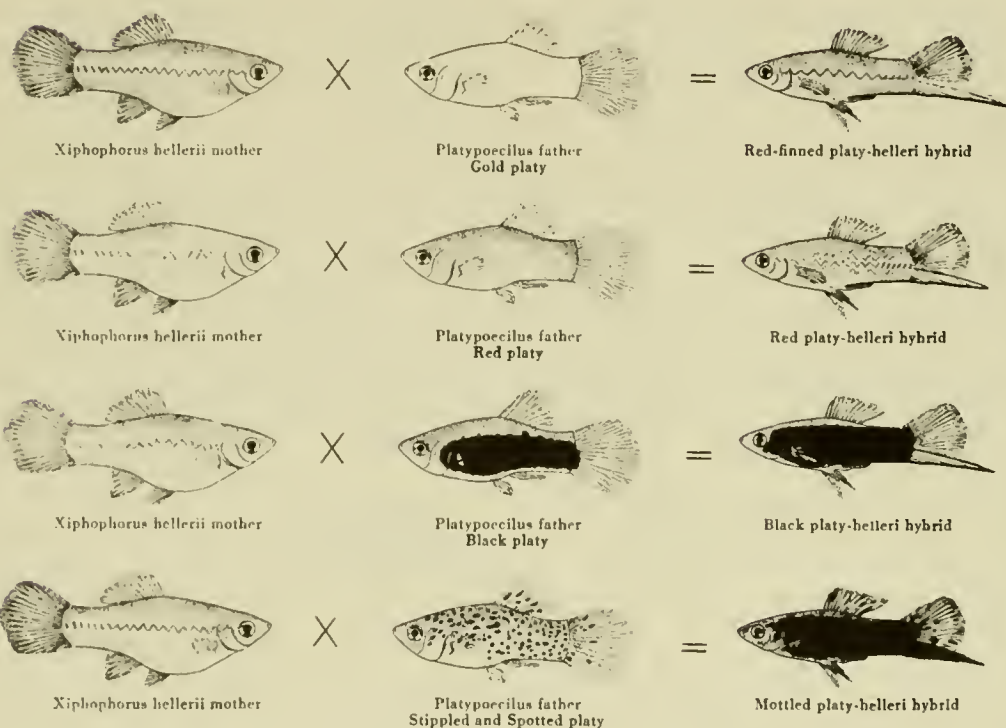 Xiphophorus hellerii mother
Platypoecilus father
Gold platy
Red-finned platy-helleri hybrid
Xiphophorus hellerii mother
Platypoecilus father
Red platy
Red platy-helleri hybrid
Xiphophorus hellerii mother
Platypoecilus father
Black platy
Black platy-helleri hybrid
Xiphophorus hellerii mother
Platypoecilus father
Stippled and Spotted platy
Mottled platy-helleri hybrid